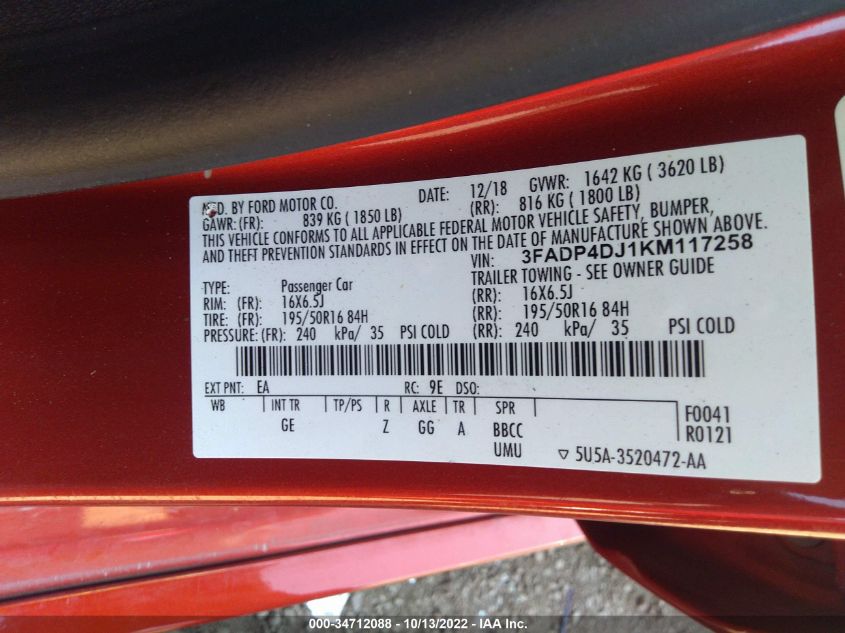 MFD. BY FORD MOTOR CO. DATE: 12/18 GVWR: 1642 KG ( 3620 LB)
GAWR: (FR): 839 KG ( 1850 LB) (RR): 816 KG ( 1800 LB)
THIS VEHICLE CONFORMS TO ALL APPLICABLE FEDERAL MOTOR VEHICLE SAFETY, BUMPER,
AND THEFT PREVENTION STANDARDS IN EFFECT ON THE DATE OF MANUFACTURE SHOWN ABOVE.
VIN: 3FADP4DJ1KM117258
TYPE: Passenger Car TRAILER TOWING - SEE OWNER GUIDE
RIM: (FR): 16X6.5J (RR): 16X6.5J
TIRE: (FR): 195/50R16 84H (RR): 195/50R16 84H
PRESSURE: (FR): 240 kPa/ 35 PSI COLD (RR): 240 kPa/ 35 PSI COLD
EXT PNT: EA RC: 9E DSO:
WB INT TR TP/PS R AXLE TR SPR F0041
GE Z GG A BBCC R0121
UMU ▽ 5U5A-3520472-AA
000-34712088 - 10/13/2022 - IAA Inc.